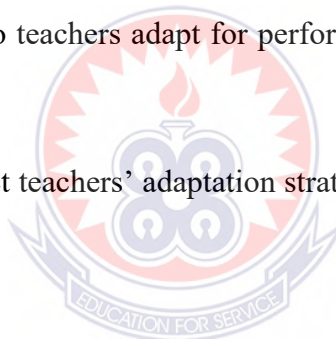 teachers adapt for perfor
teachers’ adaptation strat
EDUCATION FOR SERVICE